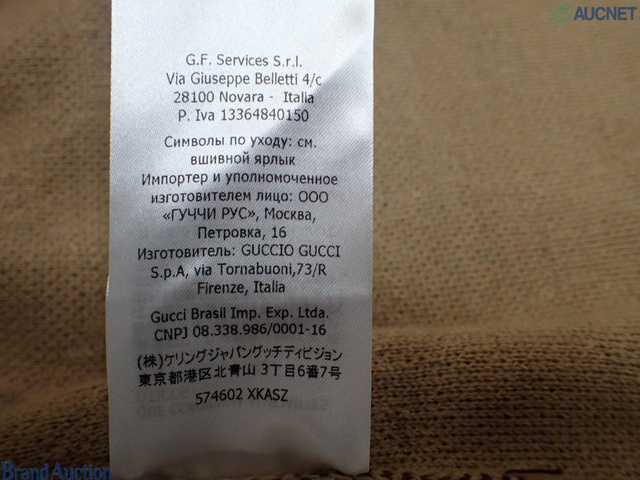 AUCNET
G.F. Services S.r.l.
Via Giuseppe Belletti 4/c
28100 Novara - Italia
P. Iva 13364840150
Символы по уходу: см.
вшивной ярлык
Импортер и уполномоченное
изготовителем лицо: ООО
«ГУЧЧИ РУС», Москва,
Петровка, 16
Изготовитель: GUCCIO GUCCI
S.p.A, via Tornabuoni,73/R
Firenze, Italia
Gucci Brasil Imp. Exp. Ltda.
CNPJ 08.338.986/0001-16
(株)ケリングジャパングッチディビジョン
東京都港区北青山 3丁目6番7号
574602 XKASZ
Brand Auction